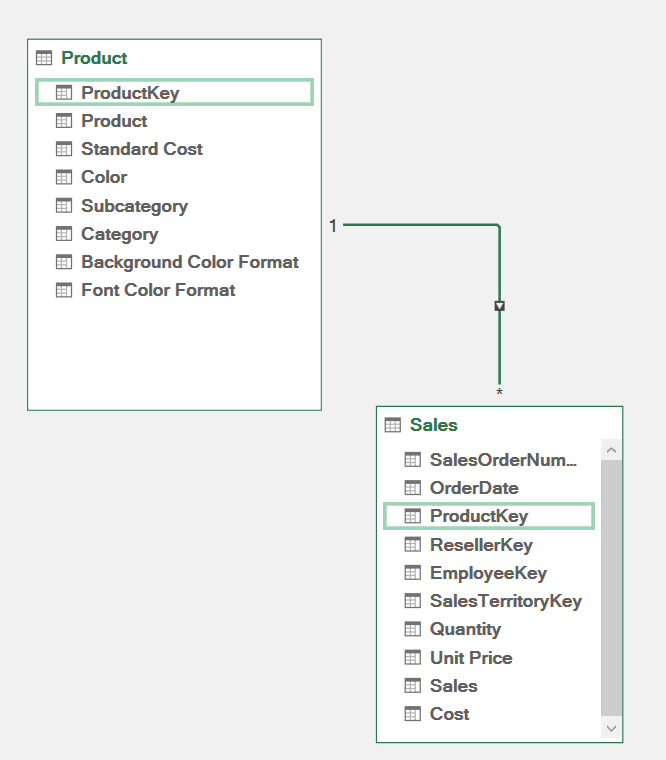 Product
ProductKey
Product
Standard Cost
Color
Subcategory
Category
Background Color Format
Font Color Format
1
*
Sales
SalesOrderNum...
OrderDate
ProductKey
ResellerKey
EmployeeKey
SalesTerritoryKey
Quantity
Unit Price
Sales
Cost